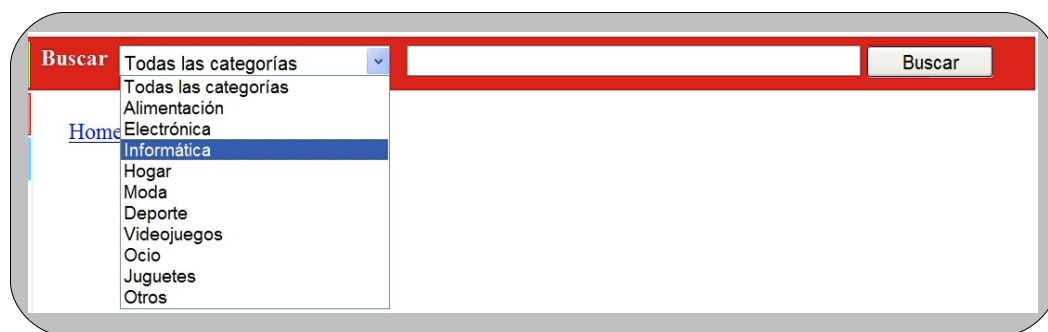 Buscar Todas las categorías Buscar
Todas las categorías
Alimentación
Home Electrónica
Informática
Hogar
Moda
Deporte
Videojuegos
Ocio
Juguetes
Otros